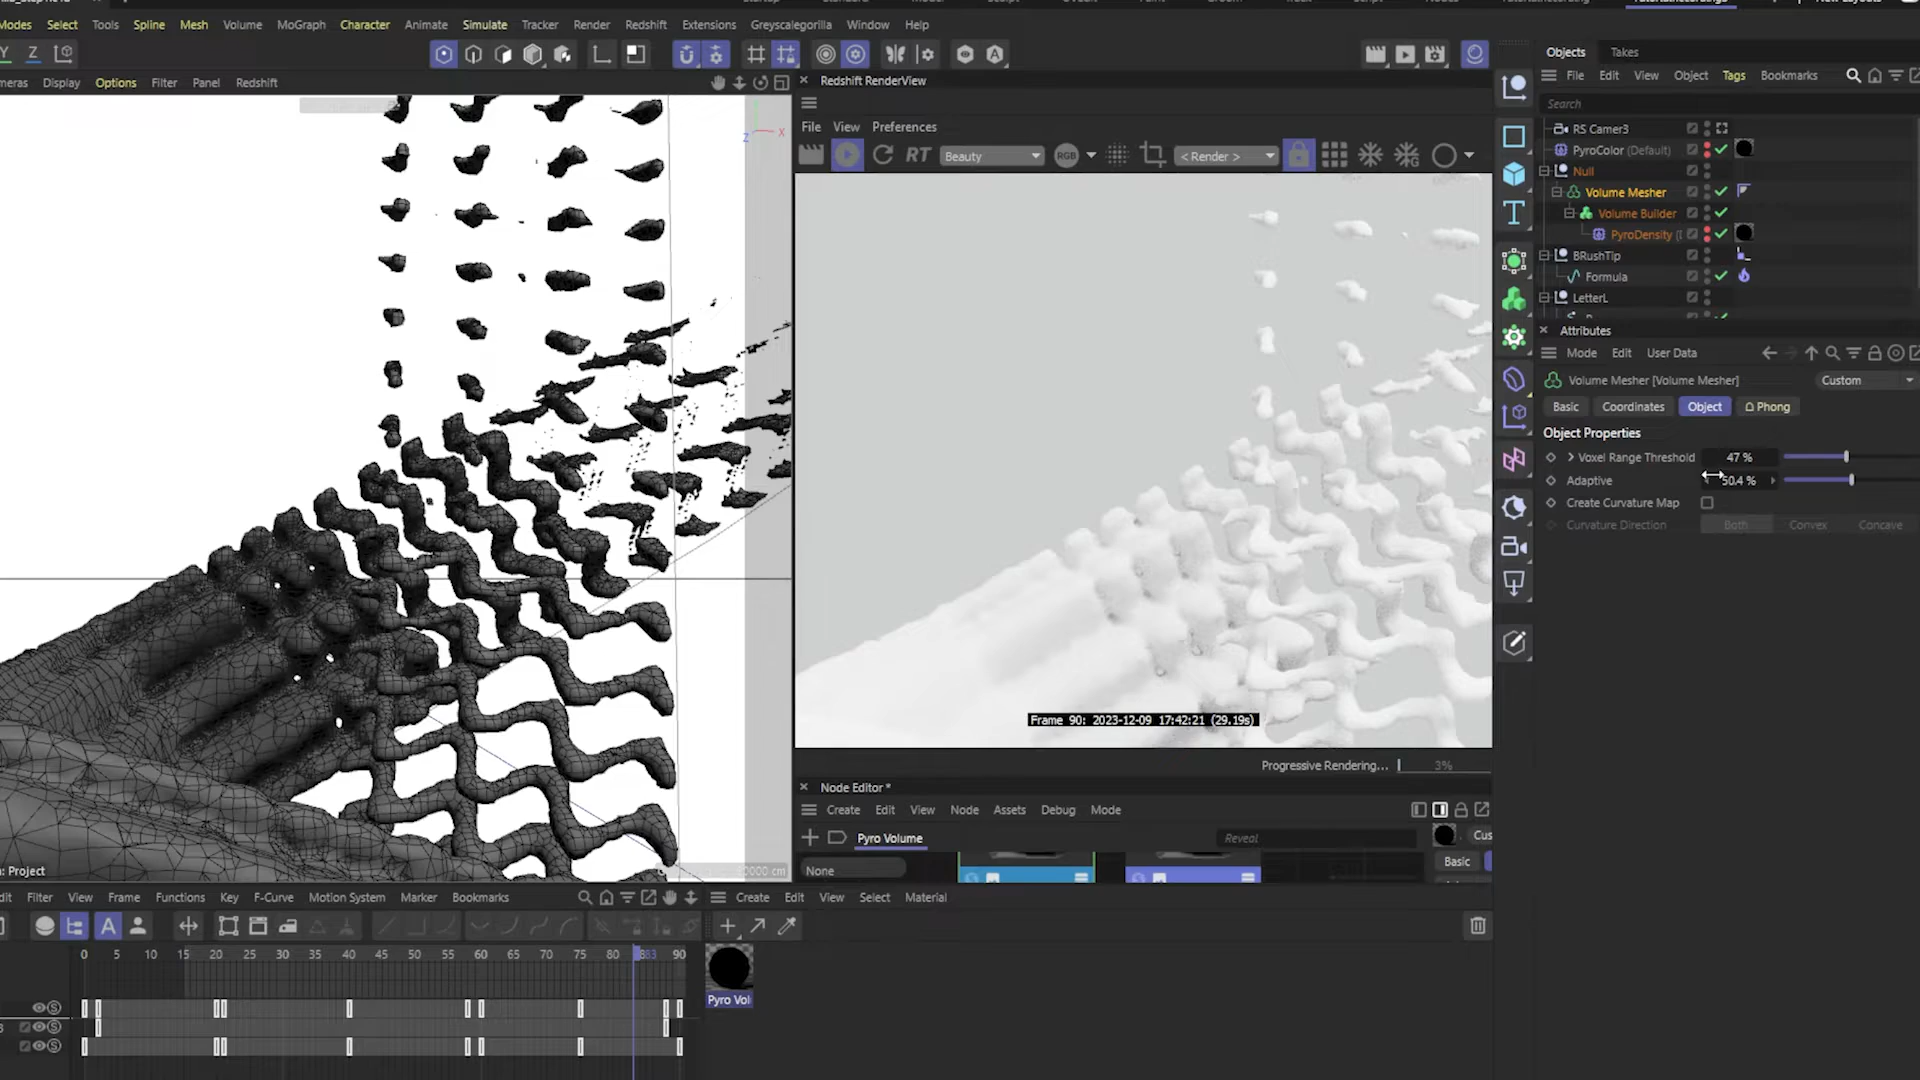 Modes Select Tools Spline Mesh Volume MoGraph Character Animate Simulate Tracker Render Redshift Extensions Greyscalegorilla Window Help
Y Z
Display Options Filter Panel Redshift
Z X
: Project
Redshift RenderView
File View Preferences
RT Beauty RGB < Render >
Frame 90: 2023-12-09 17:42:21 (29.19s)
Progressive Rendering... 3%
Node Editor *
Create Edit View Node Assets Debug Mode
Pyro Volume Reveal Cus
None Basic
Objects Takes
File Edit View Object Tags Bookmarks
Search
RS Camer3
PyroColor (Default)
Null
Volume Mesher
Volume Builder
PyroDensity
BRushTip
Formula
LetterL
Attributes
Mode Edit User Data
Volume Mesher [Volume Mesher] Custom
Basic Coordinates Object Phong
Object Properties
Voxel Range Threshold 47 %
Adaptive 50.4 %
Create Curvature Map
Curvature Direction Both Convex Concave
Filter View Frame Functions Key F-Curve Motion System Marker Bookmarks
A
0 5 10 15 20 25 30 35 40 45 50 55 60 65 70 75 80 83 90
Create Edit View Select Material
Pyro Vol